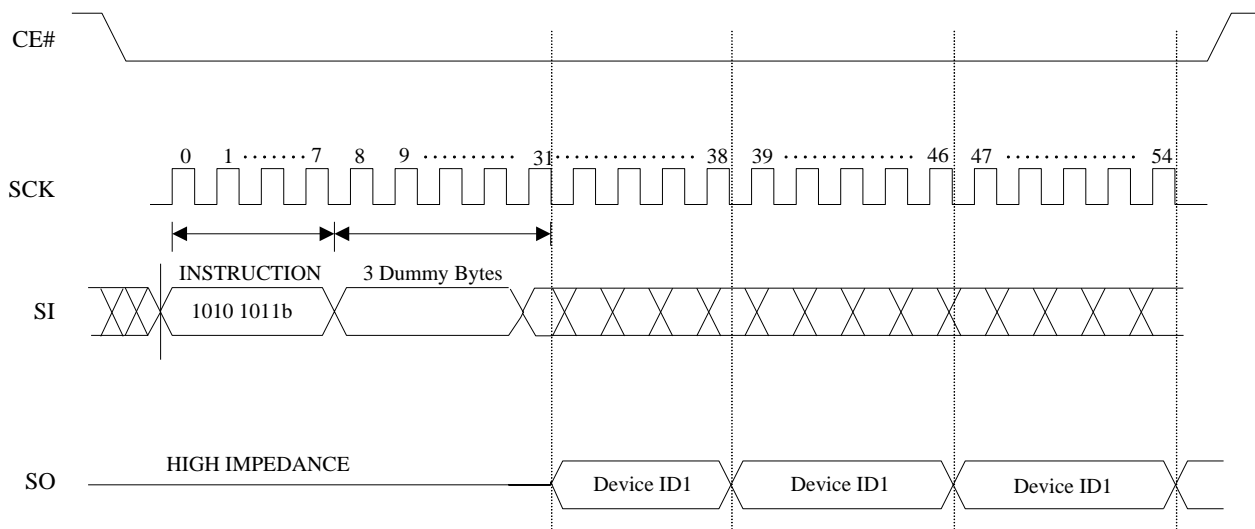 CE#
0 1 ....... 7 8 9 .......... 31 ............... 38 39 ............. 46 47 ............. 54
SCK
INSTRUCTION 3 Dummy Bytes
SI 1010 1011b
HIGH IMPEDANCE
SO Device ID1 Device ID1 Device ID1